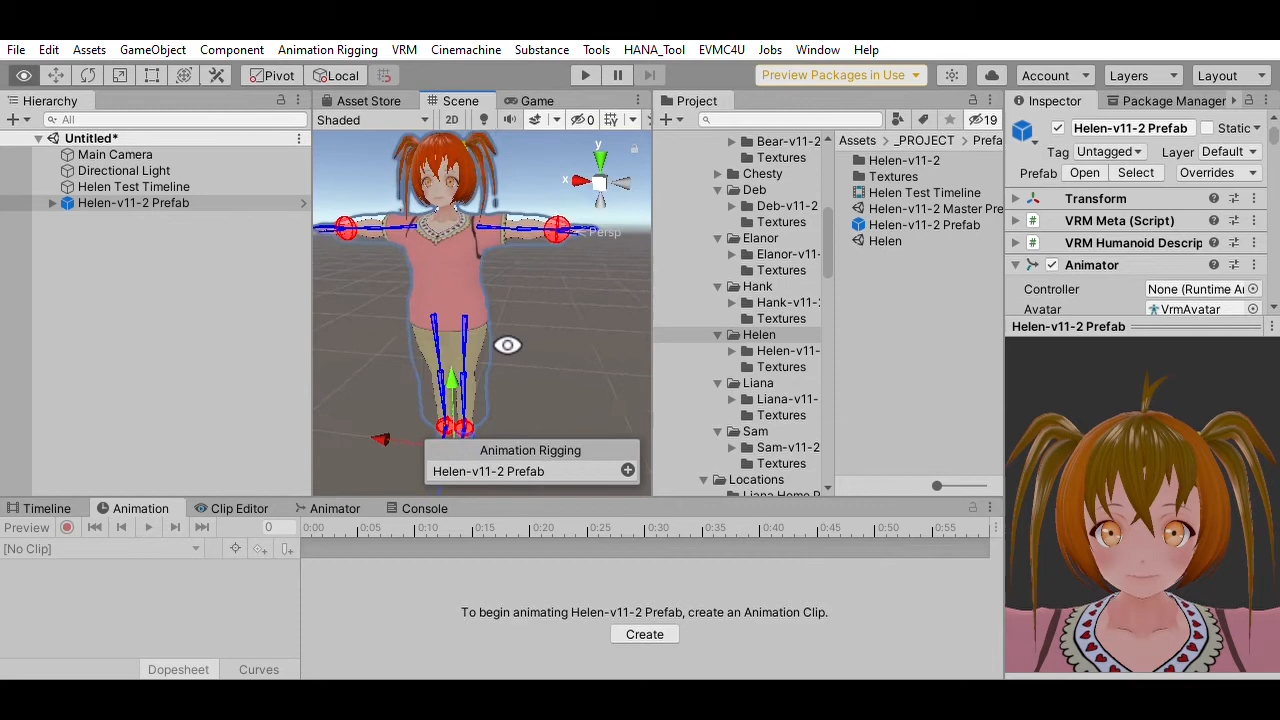 File Edit Assets GameObject Component Animation Rigging VRM Cinemachine Substance Tools HANA_Tool EVMC4U Jobs Window Help
Pivot Local Preview Packages in Use Account Layers Layout
Hierarchy
All
Untitled*
Main Camera
Directional Light
Helen Test Timeline
Helen-v11-2 Prefab
Asset Store Scene Game
Shaded 2D 0
y
x
Persp
Animation Rigging
Helen-v11-2 Prefab
Project
19
Bear-v11-2
Textures
Chesty
Deb
Deb-v11-2
Textures
Elanor
Elanor-v11-
Textures
Hank
Hank-v11-2
Textures
Helen
Helen-v11-
Textures
Liana
Liana-v11-
Textures
Sam
Sam-v11-2
Textures
Locations
Liana Home P
Assets _PROJECT Prefa
Helen-v11-2
Textures
Helen Test Timeline
Helen-v11-2 Master Pre
Helen-v11-2 Prefab
Helen
Inspector Package Manager
Helen-v11-2 Prefab Static
Tag Untagged Layer Default
Prefab Open Select Overrides
Transform
VRM Meta (Script)
VRM Humanoid Descrip
Animator
Controller None (Runtime A
Avatar VrmAvatar
Helen-v11-2 Prefab
Timeline Animation Clip Editor Animator Console
Preview 0 0:00 0:05 0:10 0:15 0:20 0:25 0:30 0:35 0:40 0:45 0:50 0:55
[No Clip]
To begin animating Helen-v11-2 Prefab, create an Animation Clip.
Create
Dopesheet Curves